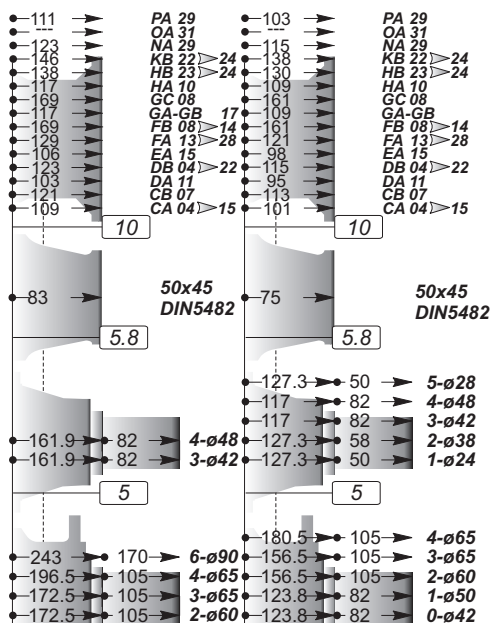 111 PA 29
--- OA 31
123 NA 29
146 KB 22 24
138 HB 23 24
117 HA 10
169 GC 08
117 GA-GB 17
169 FB 08 14
129 FA 13 28
106 EA 15
123 DB 04 22
103 DA 11
121 CB 07
109 CA 04 15
10
83 50x45
DIN5482
5.8
161.9 82 4-ø48
161.9 82 3-ø42
5
243 170 6-ø90
196.5 105 4-ø65
172.5 105 3-ø65
172.5 105 2-ø60
103 PA 29
--- OA 31
115 NA 29
138 KB 22 24
130 HB 23 24
109 HA 10
161 GC 08
109 GA-GB
161 FB 08 14
121 FA 13 28
98 EA 15
115 DB 04 22
95 DA 11
113 CB 07
101 CA 04 15
10
75 50x45
DIN5482
5.8
127.3 50 5-ø28
117 82 4-ø48
117 82 3-ø42
127.3 58 2-ø38
127.3 50 1-ø24
5
180.5 105 4-ø65
156.5 105 3-ø65
156.5 105 2-ø60
123.8 82 1-ø50
123.8 82 0-ø42